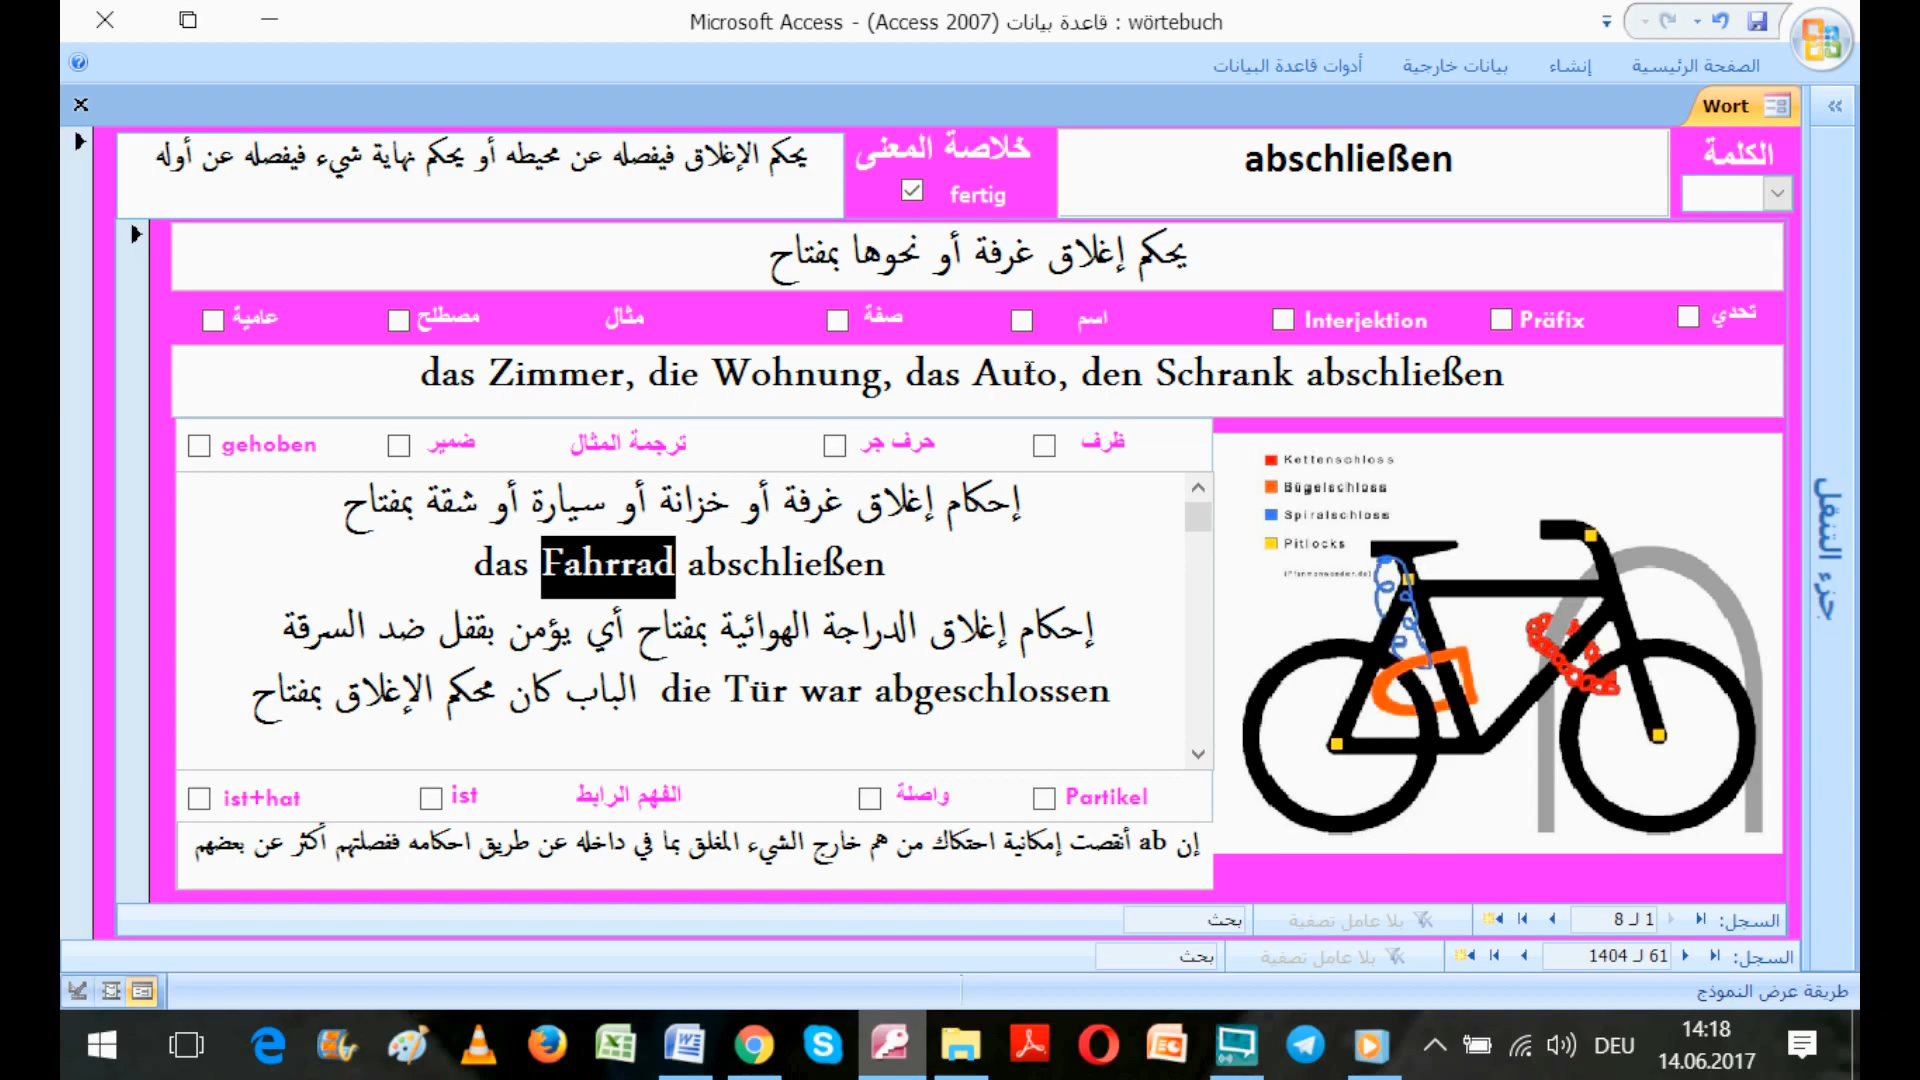 Microsoft Access - (Access 2007) قاعدة بيانات : wörtebuch
الصفحة الرئيسية إنشاء بيانات خارجية أدوات قاعدة البيانات
Wort
الكلمة
abschließen
خلاصة المعنى
fertig
يحكم الإغلاق فيفصله عن محيطه أو يحكم نهاية شيء فيفصله عن أوله
يحكم إغلاق غرفة أو نحوها بمفتاح
تحدي Präfix Interjektion اسم صفة مثال مصطلح عامية
das Zimmer, die Wohnung, das Auto, den Schrank abschließen
ظرف حرف جر ترجمة المثال ضمير gehoben
إحكام إغلاق غرفة أو خزانة أو سيارة أو شقة بمفتاح
das Fahrrad abschließen
إحكام إغلاق الدراجة الهوائية بمفتاح أي يؤمن بقفل ضد السرقة
die Tür war abgeschlossen الباب كان محكم الإغلاق بمفتاح
Kettenschloss
Bügelschloss
Spiralschloss
Pitlocks
Partikel واصلة الفهم الرابط ist ist+hat
إن ab أنقصت إمكانية احتكاك من هم خارج الشيء المغلق بما في داخله عن طريق احكامه ففصلتهم أكثر عن بعضهم
جزء التنقل
السجل: 1 لـ 8 بلا عامل تصفية بحث
السجل: 61 لـ 1404 بلا عامل تصفية بحث
طريقة عرض النموذج
DEU
14:18
14.06.2017